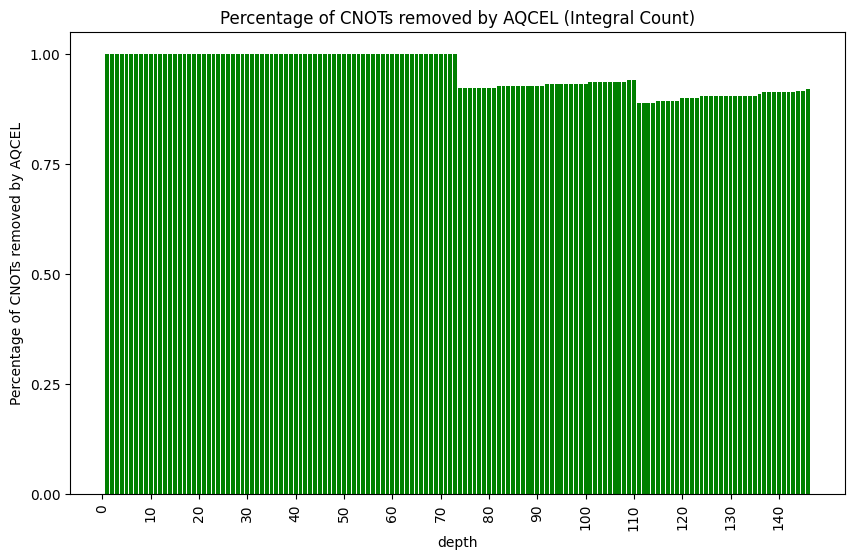 Percentage of CNOTs removed by AQCEL (Integral Count)
Percentage of CNOTs removed by AQCEL
1.00
0.75
0.50
0.25
0.00
0 10 20 30 40 50 60 70 80 90 100 110 120 130 140
depth